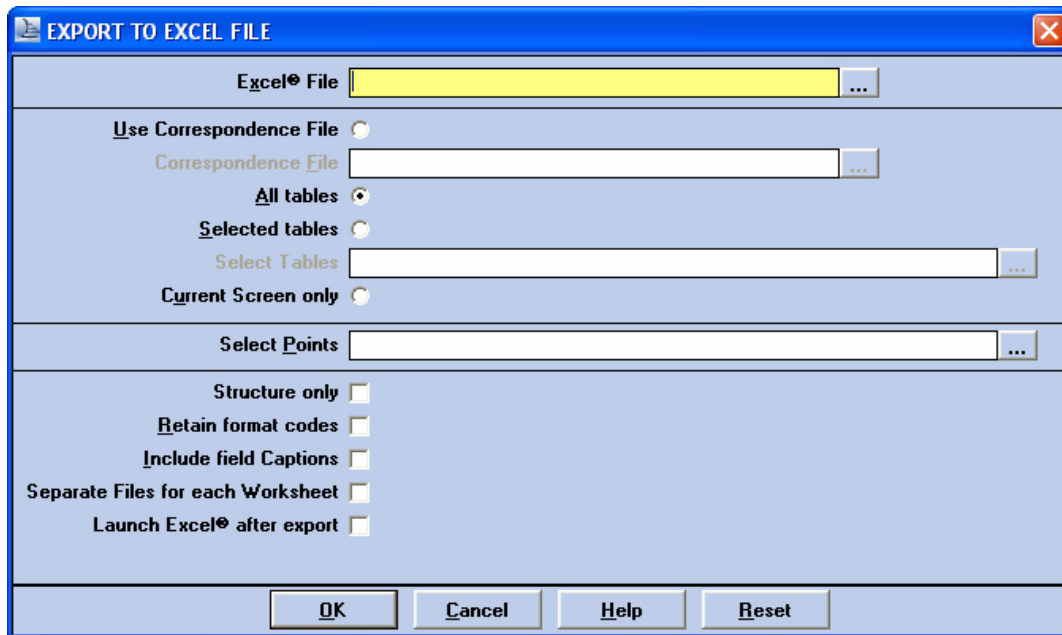 EXPORT TO EXCEL FILE
Excel® File ...
Use Correspondence File
Correspondence File ...
All tables
Selected tables
Select Tables ...
Current Screen only
Select Points ...
Structure only
Retain format codes
Include field Captions
Separate Files for each Worksheet
Launch Excel® after export
OK Cancel Help Reset